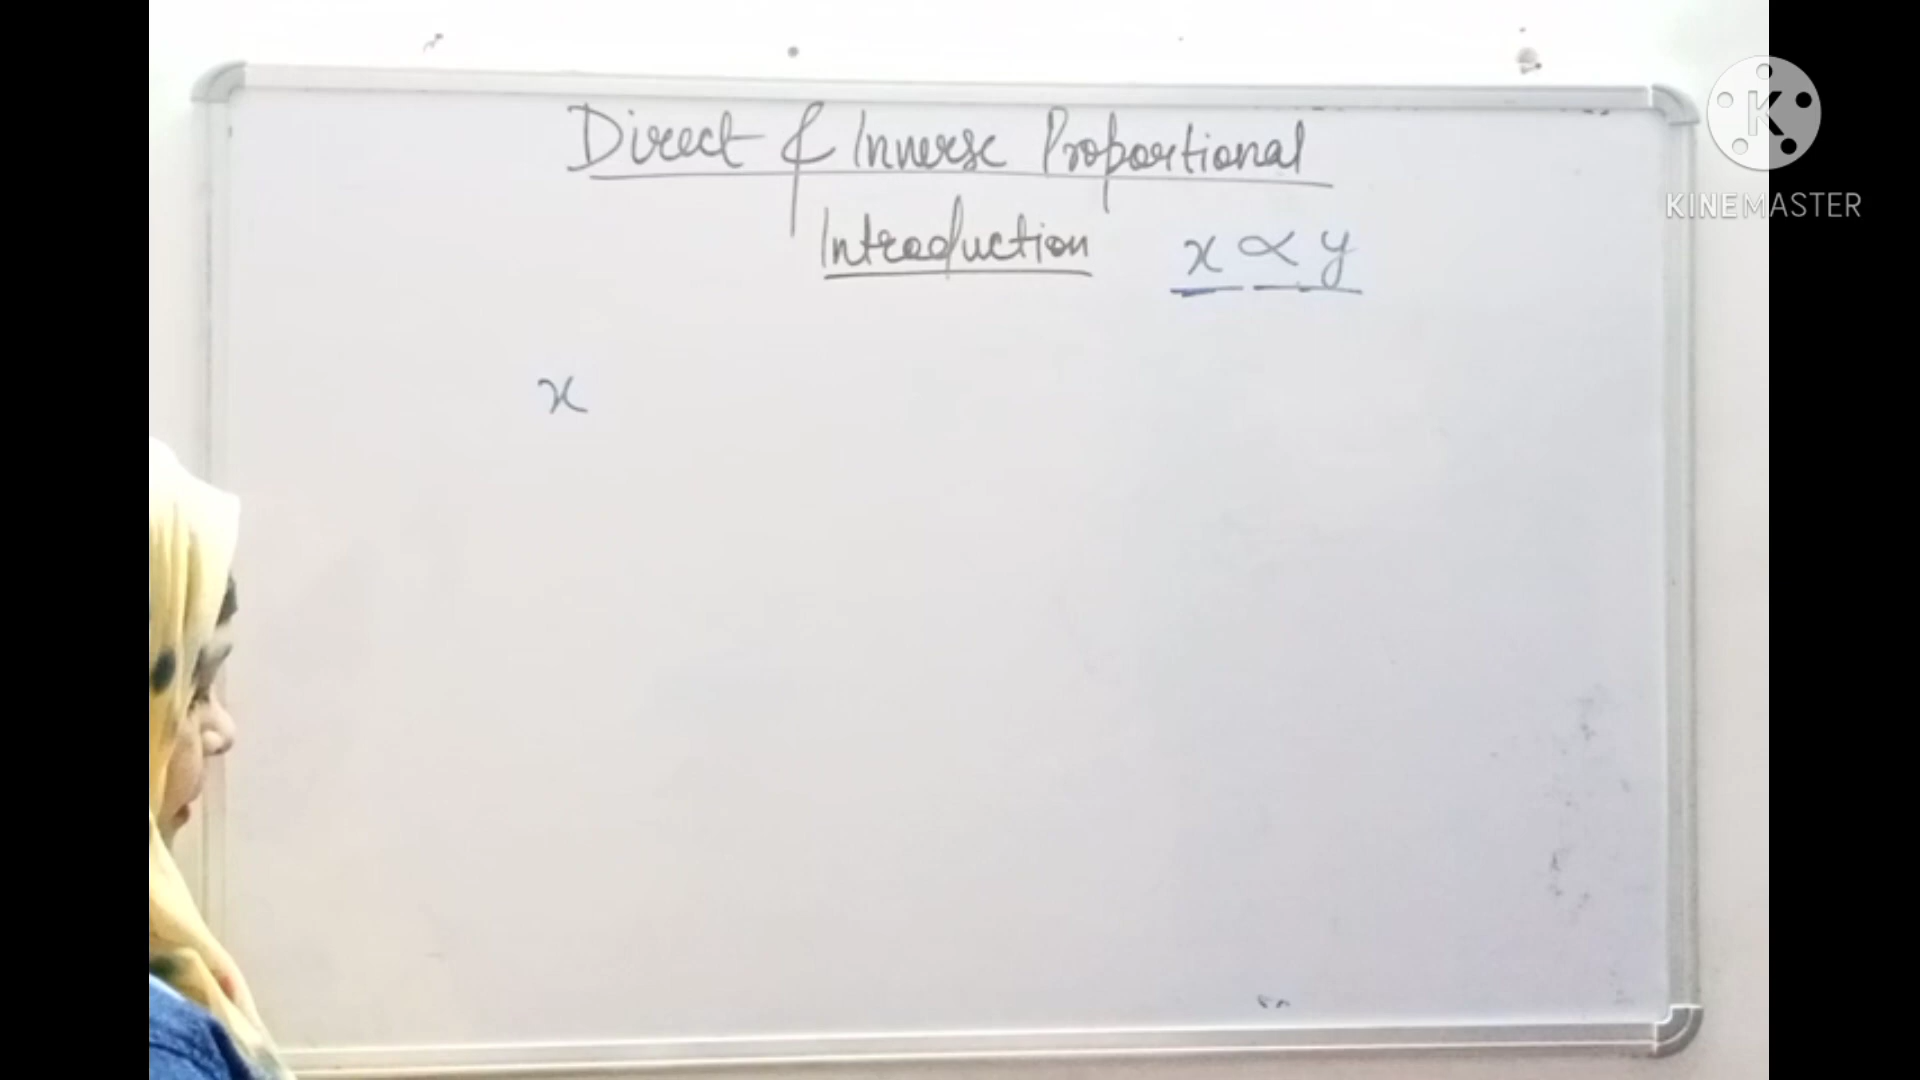 Direct & Inverse Proportional
Introduction x ∝ y
x
K
KINEMASTER